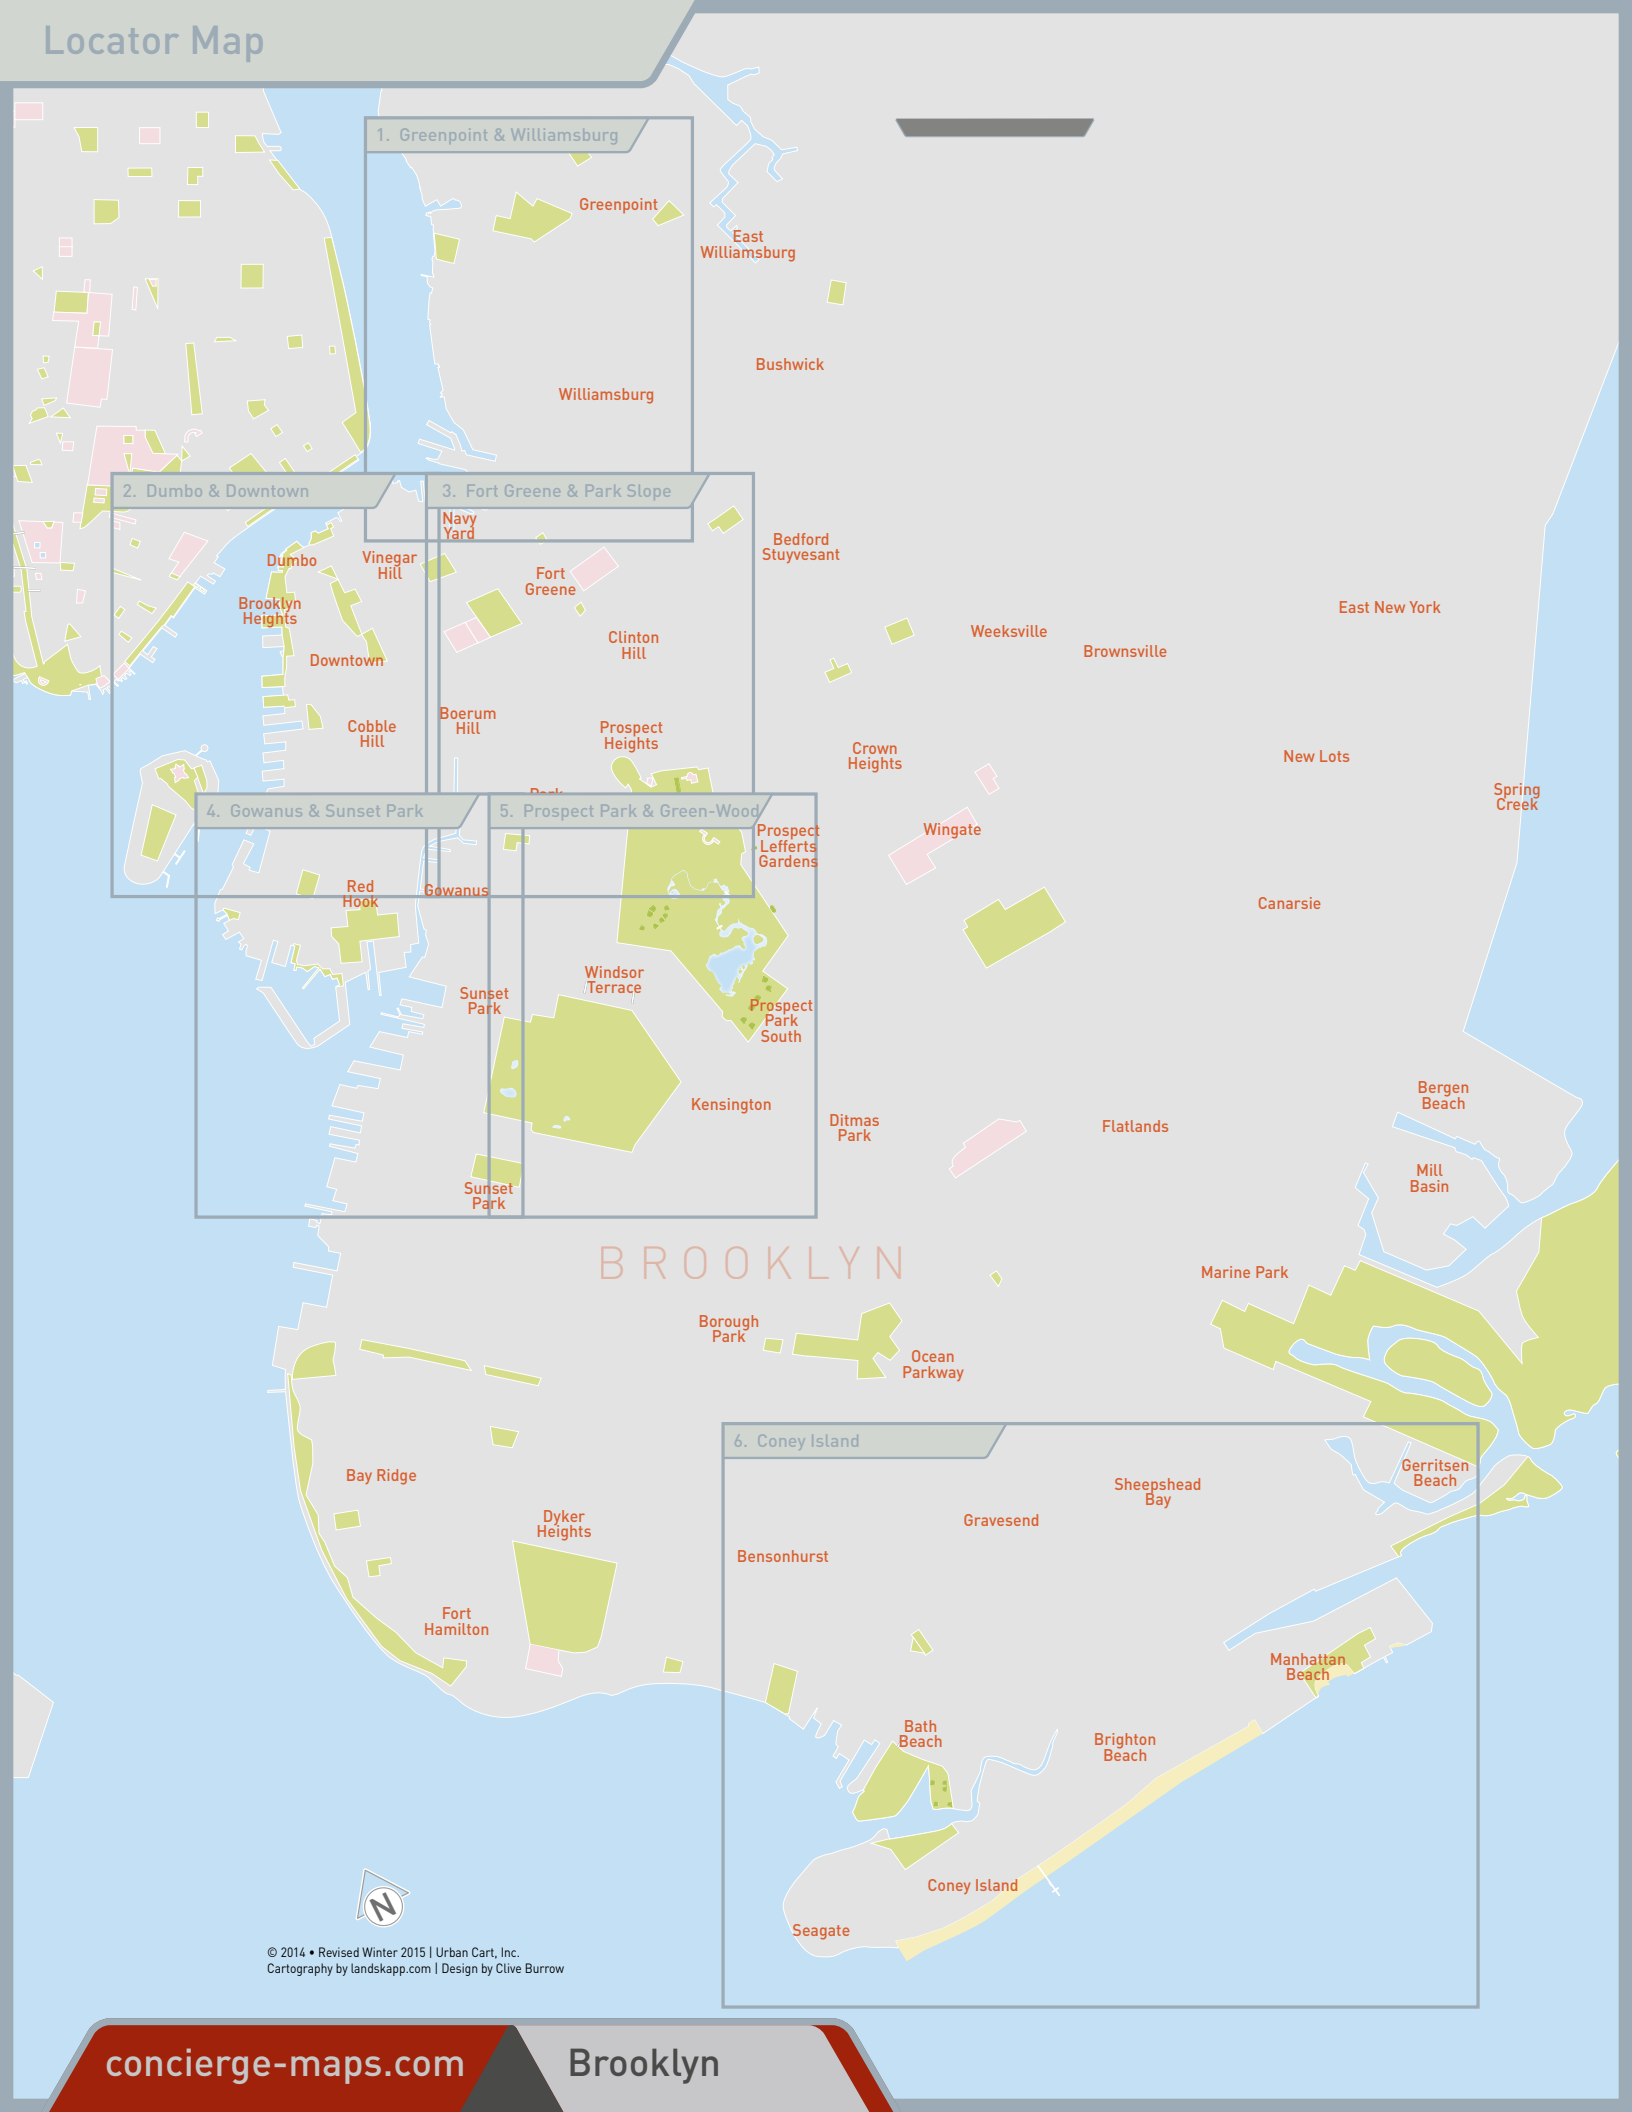 Locator Map
1. Greenpoint & Williamsburg
Greenpoint
East
Williamsburg
Bushwick
Williamsburg
2. Dumbo & Downtown
3. Fort Greene & Park Slope
Navy
Yard
Bedford
Stuyvesant
Dumbo
Vinegar
Hill
Fort
Greene
Brooklyn
Heights
East New York
Weeksville
Clinton
Hill
Brownsville
Downtown
Boerum
Hill
Cobble
Hill
Prospect
Heights
Crown
Heights
New Lots
Spring
Creek
Park
4. Gowanus & Sunset Park
5. Prospect Park & Green-Wood
Prospect
Lefferts
Gardens
Wingate
Red
Hook
Gowanus
Canarsie
Windsor
Terrace
Sunset
Park
Prospect
Park
South
Bergen
Beach
Kensington
Ditmas
Park
Flatlands
Mill
Basin
Sunset
Park
BROOKLYN
Marine Park
Borough
Park
Ocean
Parkway
6. Coney Island
Gerritsen
Beach
Bay Ridge
Sheepshead
Bay
Dyker
Heights
Gravesend
Bensonhurst
Fort
Hamilton
Manhattan
Beach
Bath
Beach
Brighton
Beach
Coney Island
N
Seagate
© 2014 • Revised Winter 2015 | Urban Cart, Inc.
Cartography by landskapp.com | Design by Clive Burrow
concierge-maps.com
Brooklyn